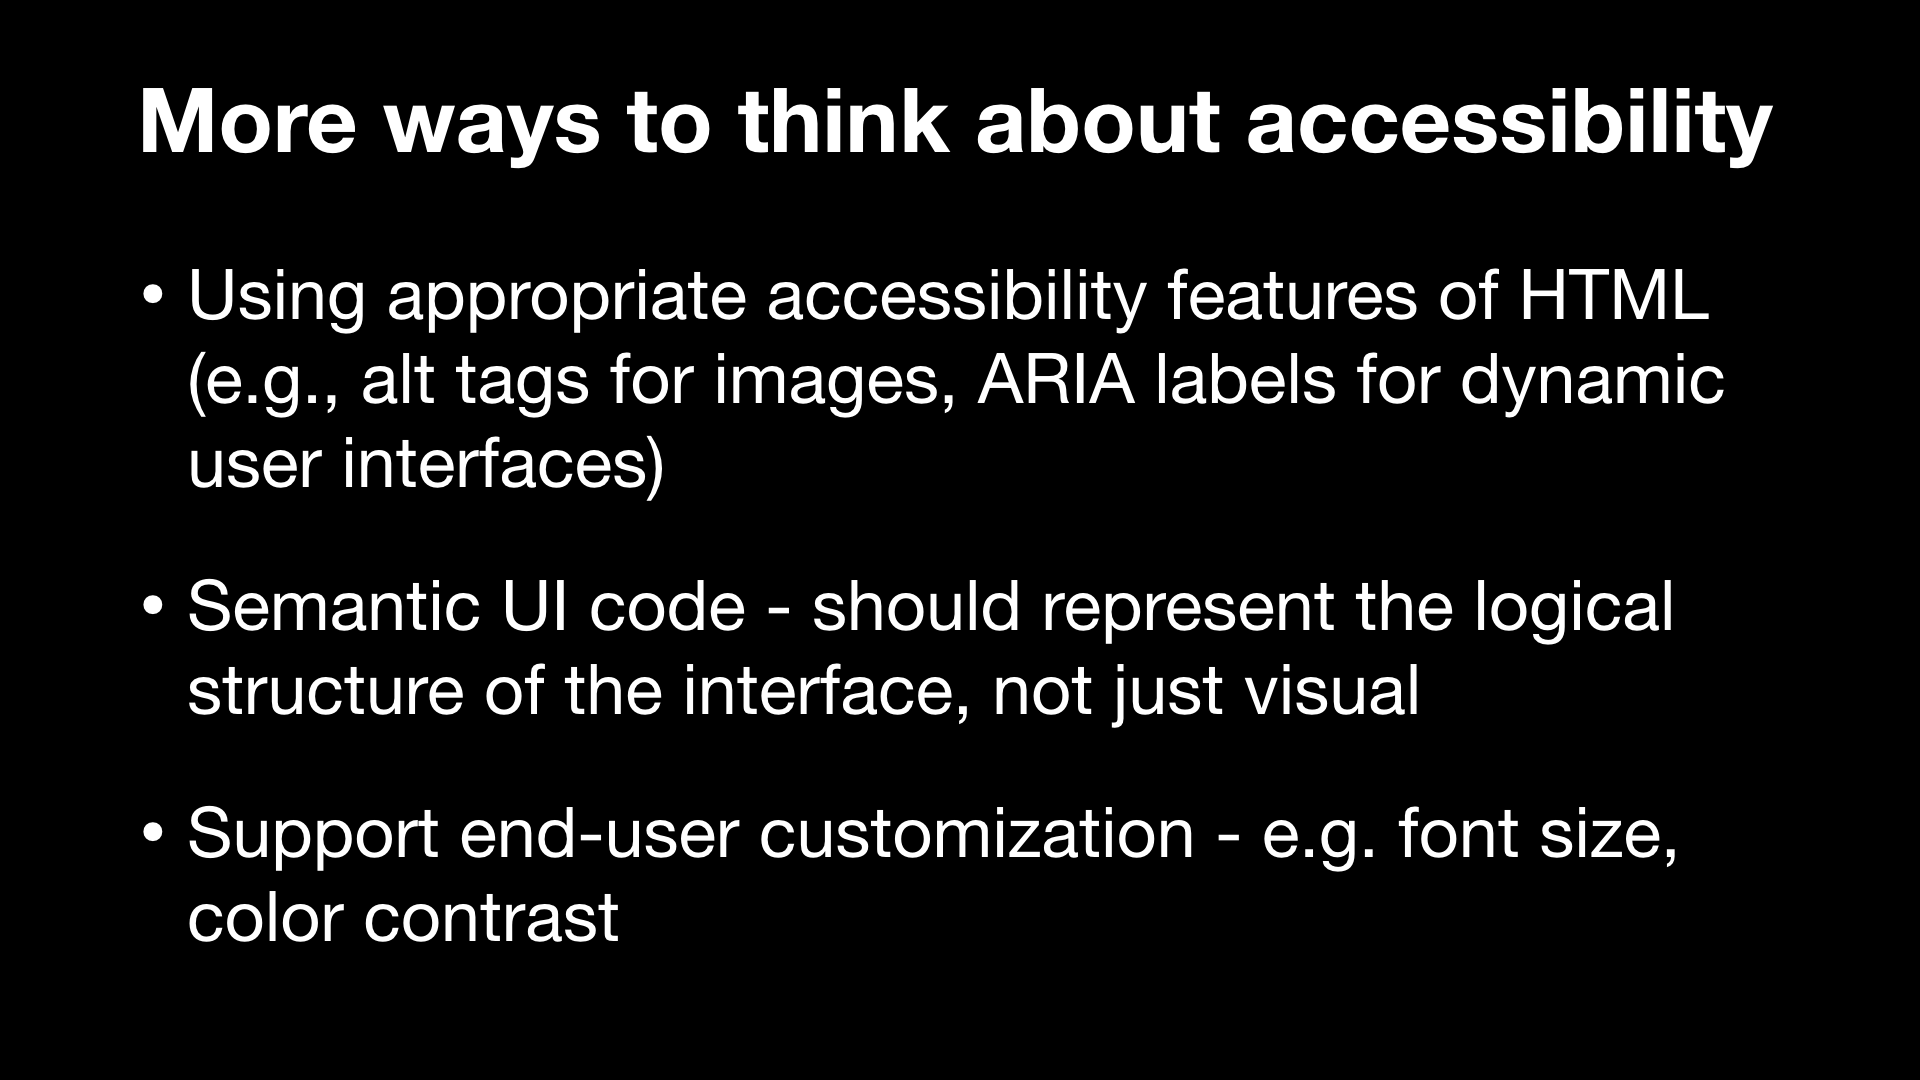 More ways to think about accessibility
• Using appropriate accessibility features of HTML
(e.g., alt tags for images, ARIA labels for dynamic
user interfaces)
• Semantic UI code - should represent the logical
structure of the interface, not just visual
• Support end-user customization - e.g. font size,
color contrast